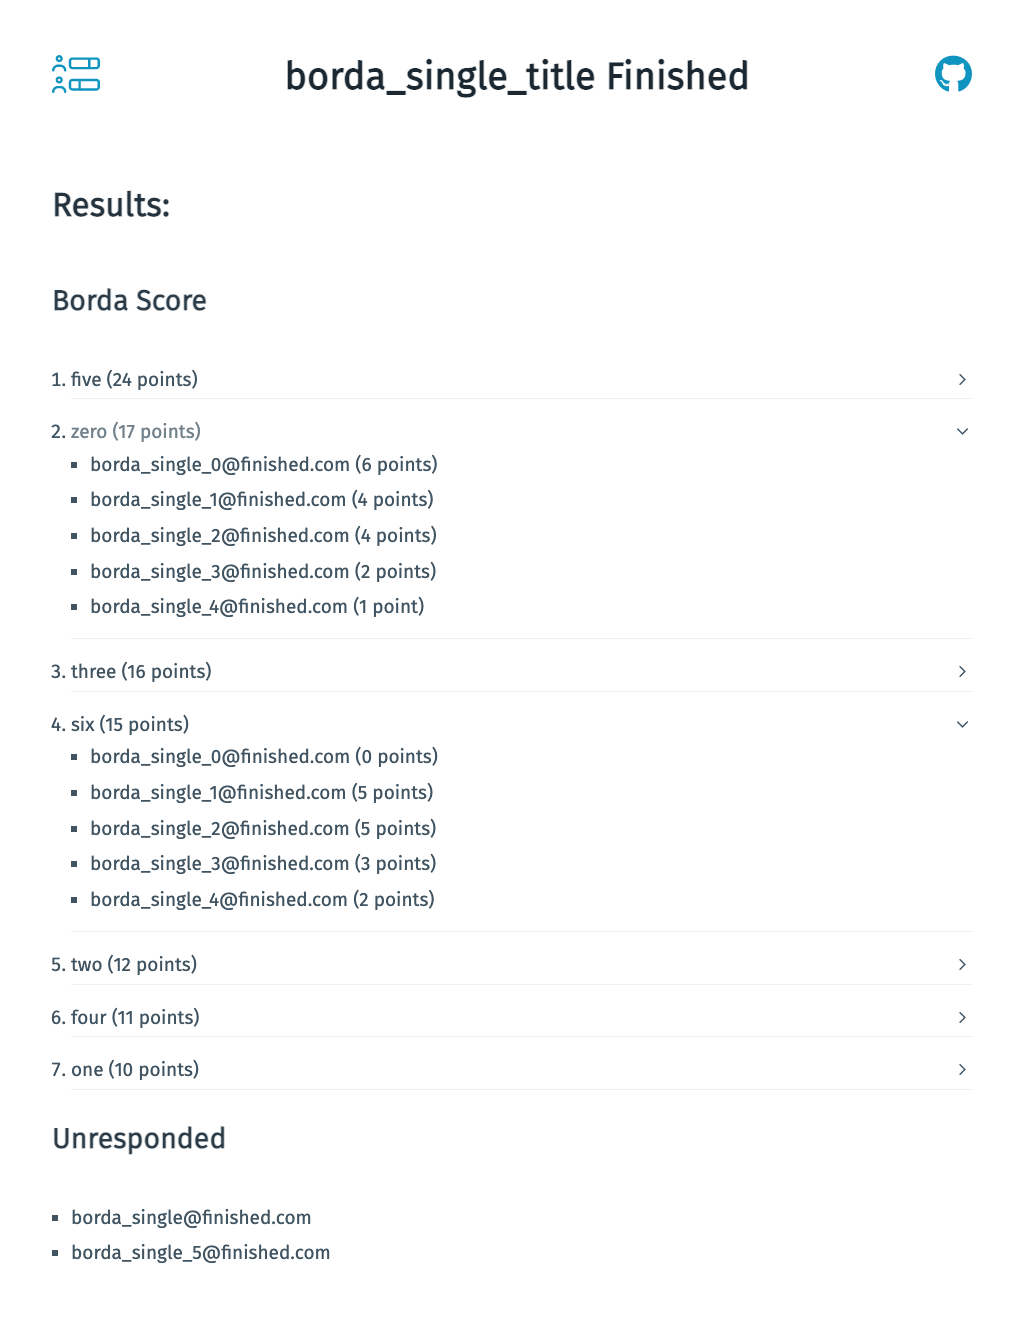 borda_single_title Finished
Results:
Borda Score
1. five (24 points)
2. zero (17 points)
borda_single_0@finished.com (6 points)
borda_single_1@finished.com (4 points)
borda_single_2@finished.com (4 points)
borda_single_3@finished.com (2 points)
borda_single_4@finished.com (1 point)
3. three (16 points)
4. six (15 points)
borda_single_0@finished.com (0 points)
borda_single_1@finished.com (5 points)
borda_single_2@finished.com (5 points)
borda_single_3@finished.com (3 points)
borda_single_4@finished.com (2 points)
5. two (12 points)
6. four (11 points)
7. one (10 points)
Unresponded
borda_single@finished.com
borda_single_5@finished.com